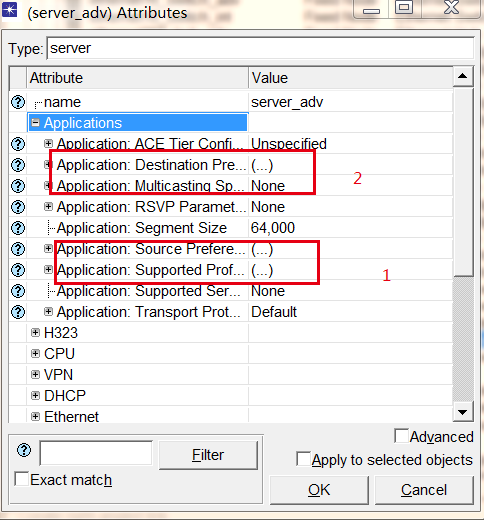 (server_adv) Attributes
Type: server
Attribute Value
name server_adv
Applications
Application: ACE Tier Confi... Unspecified
Application: Destination Pre... (...)
Application: Multicasting Sp... None
2
Application: RSVP Paramet... None
Application: Segment Size 64,000
Application: Source Prefere... (...)
Application: Supported Prof... (...)
1
Application: Supported Ser... None
Application: Transport Prot... Default
H323
CPU
VPN
DHCP
Ethernet
Advanced
Filter
Apply to selected objects
Exact match
OK Cancel